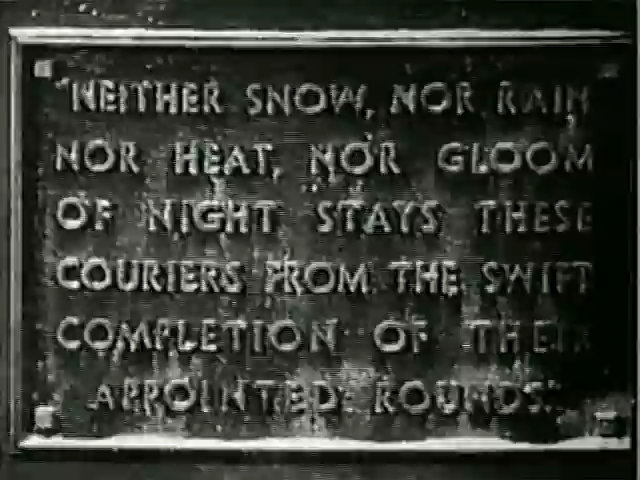 "NEITHER SNOW, NOR RAIN
NOR HEAT, NOR GLOOM
OF NIGHT STAYS THESE
COURIERS FROM THE SWIFT
COMPLETION OF THEIR
APPOINTED ROUNDS."